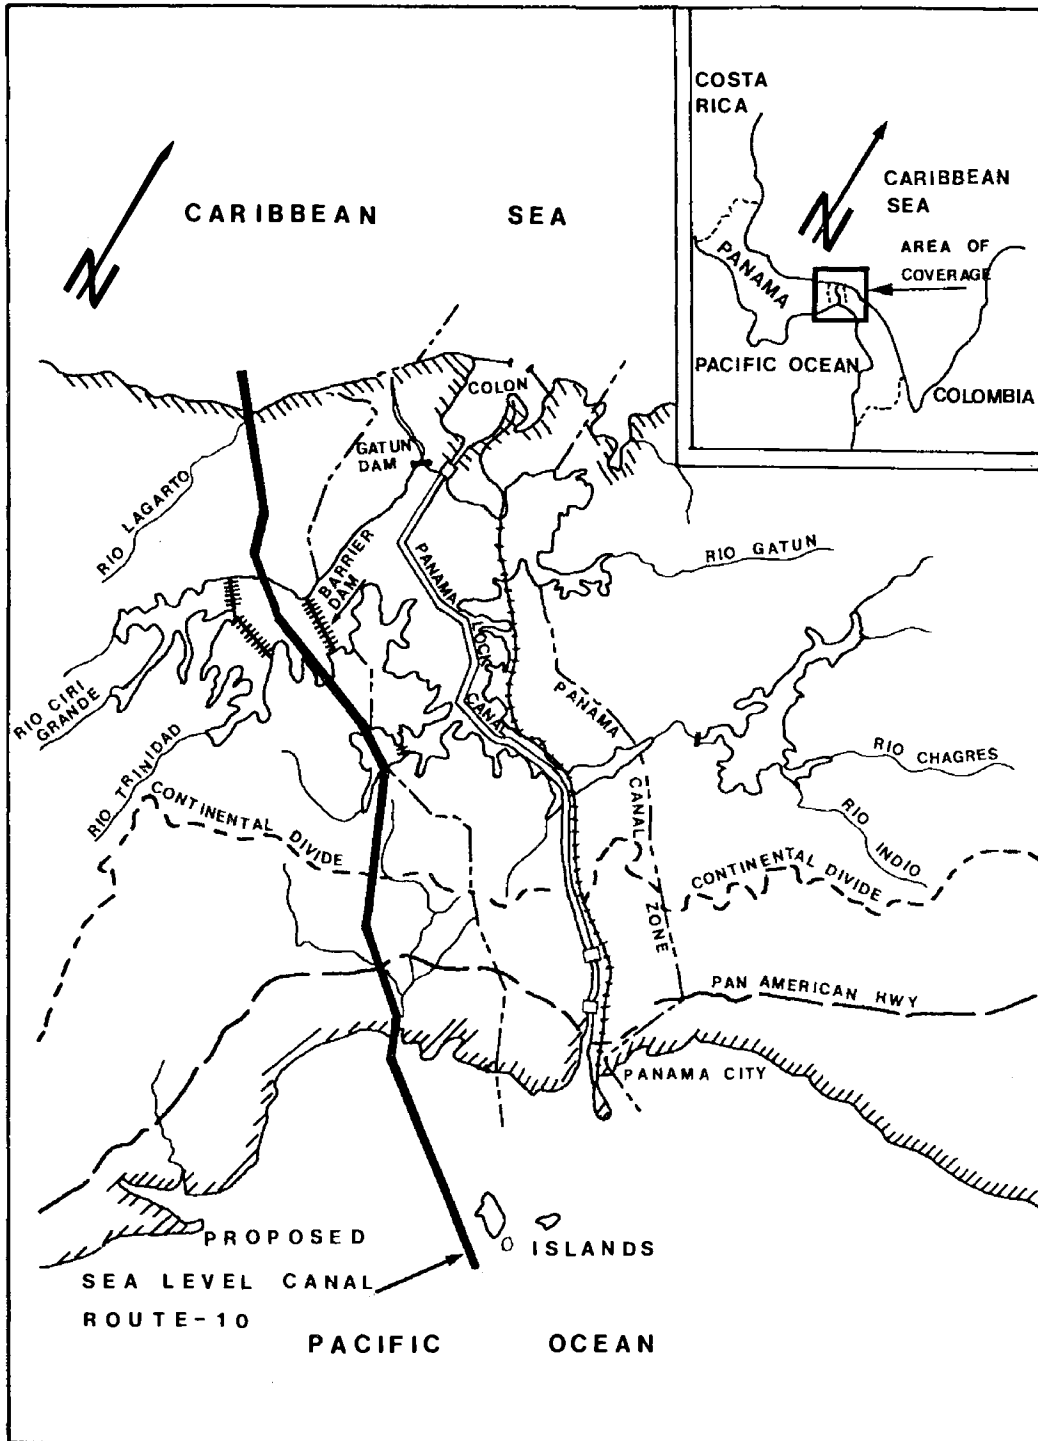 COSTA
RICA
CARIBBEAN
SEA
N
AREA OF
COVERAGE
PANAMA
PACIFIC OCEAN
COLOMBIA
N
CARIBBEAN SEA
COLON
GATUN
DAM
RIO LAGARTO
BARRIER
DAM
PANAMA
LOCK
CANAL
RIO GATUN
RIO CIRI
GRANDE
RIO TRINIDAD
PANAMA
CANAL
ZONE
RIO CHAGRES
RIO
INDIO
CONTINENTAL DIVIDE
CONTINENTAL DIVIDE
PAN AMERICAN HWY
PANAMA CITY
PROPOSED
SEA LEVEL CANAL
ROUTE-10
ISLANDS
PACIFIC OCEAN